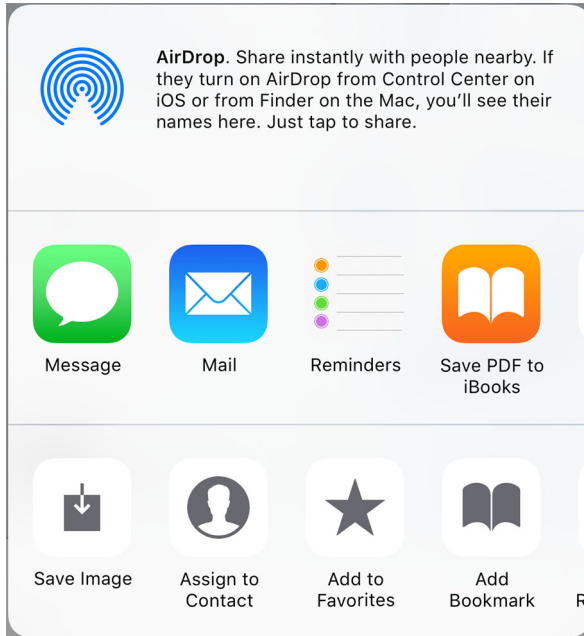 AirDrop. Share instantly with people nearby. If
they turn on AirDrop from Control Center on
iOS or from Finder on the Mac, you’ll see their
names here. Just tap to share.
Message
Mail
Reminders
Save PDF to
iBooks
Save Image
Assign to
Contact
Add to
Favorites
Add
Bookmark